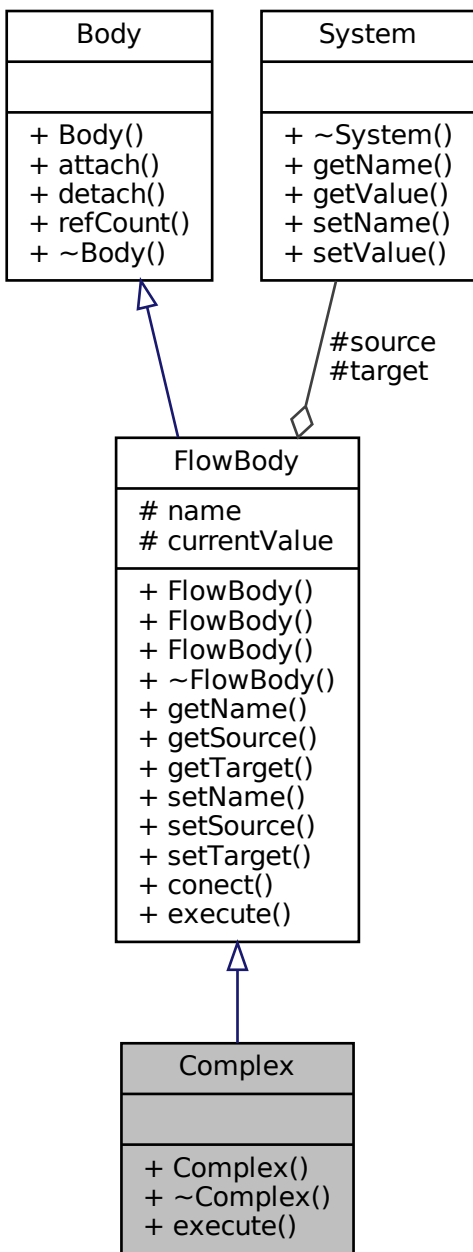 Body
+ Body()
+ attach()
+ detach()
+ refCount()
+ ~Body()
System
+ ~System()
+ getName()
+ getValue()
+ setName()
+ setValue()
#source
#target
FlowBody
# name
# currentValue
+ FlowBody()
+ FlowBody()
+ FlowBody()
+ ~FlowBody()
+ getName()
+ getSource()
+ getTarget()
+ setName()
+ setSource()
+ setTarget()
+ conect()
+ execute()
Complex
+ Complex()
+ ~Complex()
+ execute()